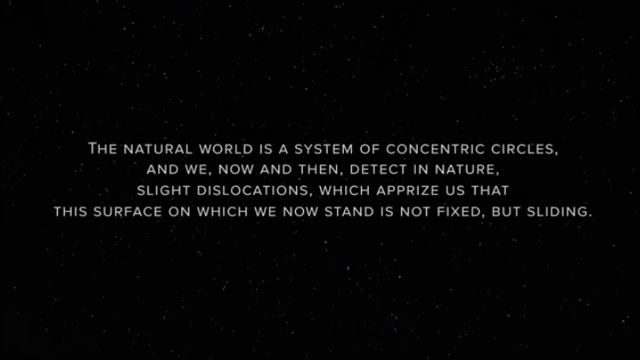 The natural world is a system of concentric circles,
and we, now and then, detect in nature,
slight dislocations, which apprize us that
this surface on which we now stand is not fixed, but sliding.